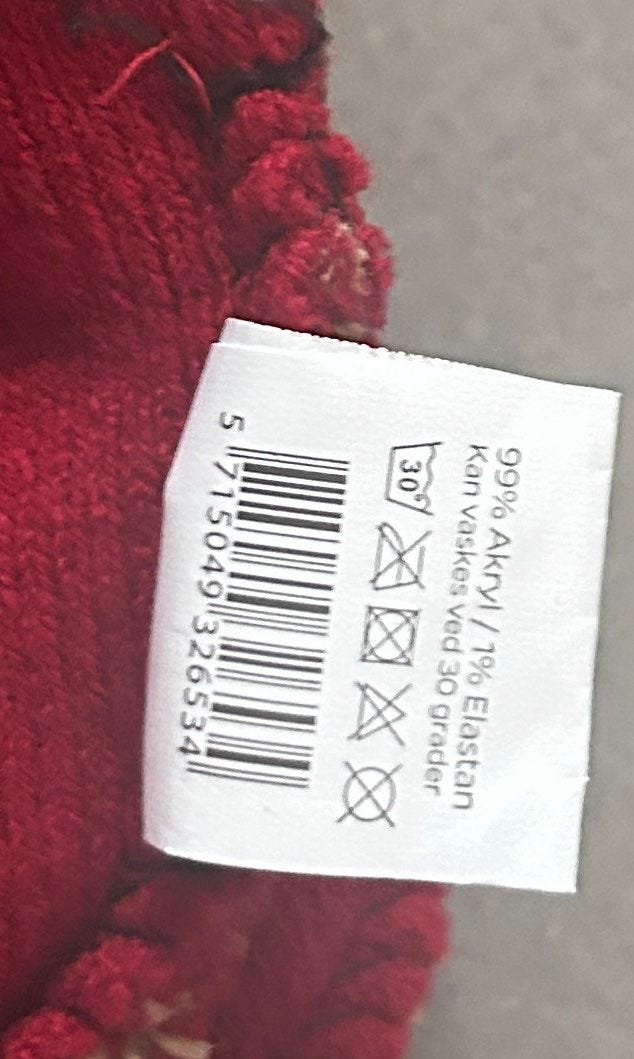 99% Akryl / 1% Elastan
Kan vaskes ved 30 grader
30°
5 715049 326534